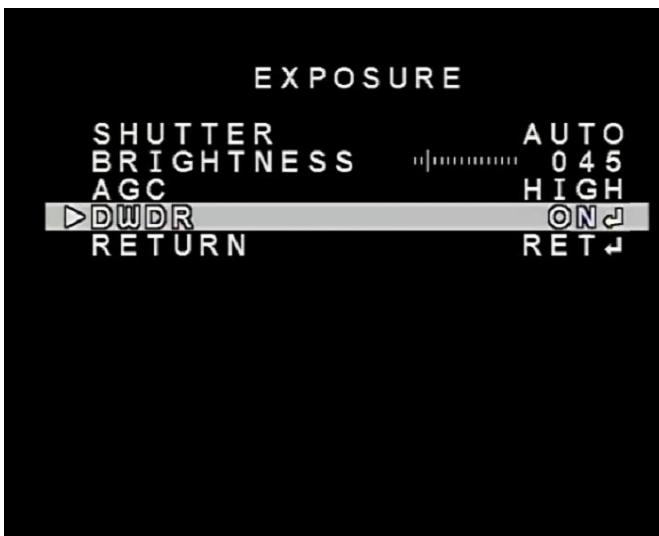 EXPOSURE
SHUTTER AUTO
BRIGHTNESS 045
AGC HIGH
DWDR ON↲
RETURN RET↲